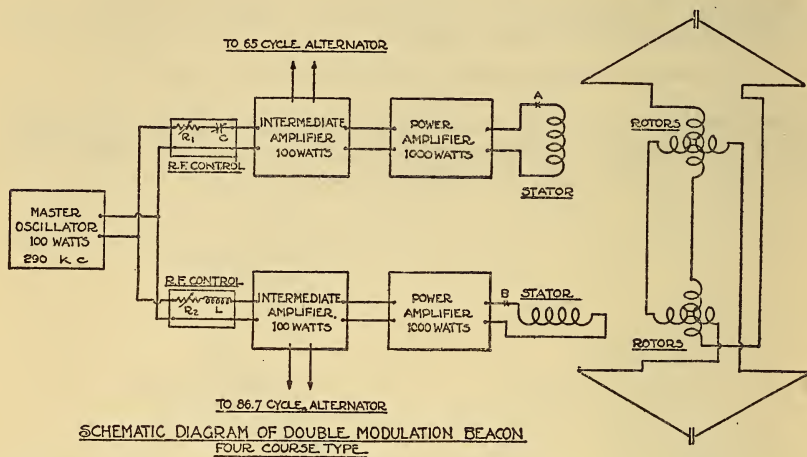 TO 65 CYCLE ALTERNATOR
R1 C
R.F. CONTROL
INTERMEDIATE
AMPLIFIER
100 WATTS
POWER
AMPLIFIER
1000 WATTS
A
STATOR
ROTORS
MASTER
OSCILLATOR
100 WATTS
290 KC
R.F. CONTROL
R2 L
INTERMEDIATE
AMPLIFIER.
100 WATTS
POWER
AMPLIFIER
1000 WATTS
B
STATOR
ROTORS
TO 86.7 CYCLE ALTERNATOR
SCHEMATIC DIAGRAM OF DOUBLE MODULATION BEACON
FOUR COURSE TYPE